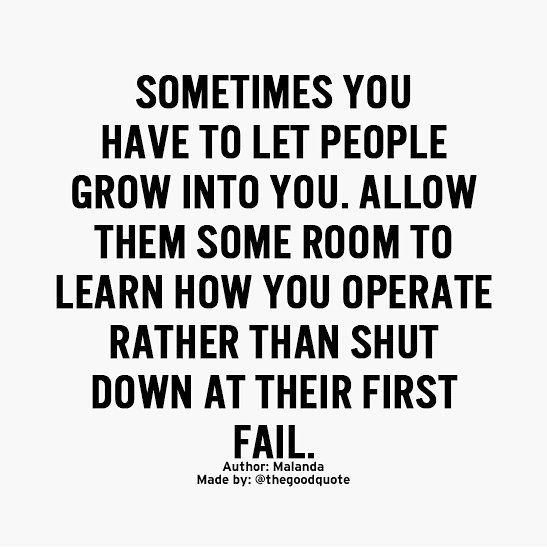 SOMETIMES YOU
HAVE TO LET PEOPLE
GROW INTO YOU. ALLOW
THEM SOME ROOM TO
LEARN HOW YOU OPERATE
RATHER THAN SHUT
DOWN AT THEIR FIRST
FAIL.
Author: Malanda
Made by: @thegoodquote